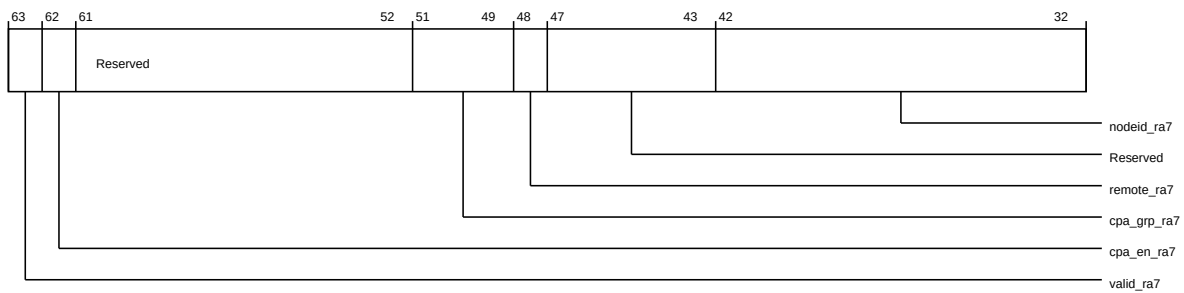 63 62 61 52 51 49 48 47 43 42 32
Reserved
nodeid_ra7
Reserved
remote_ra7
cpa_grp_ra7
cpa_en_ra7
valid_ra7